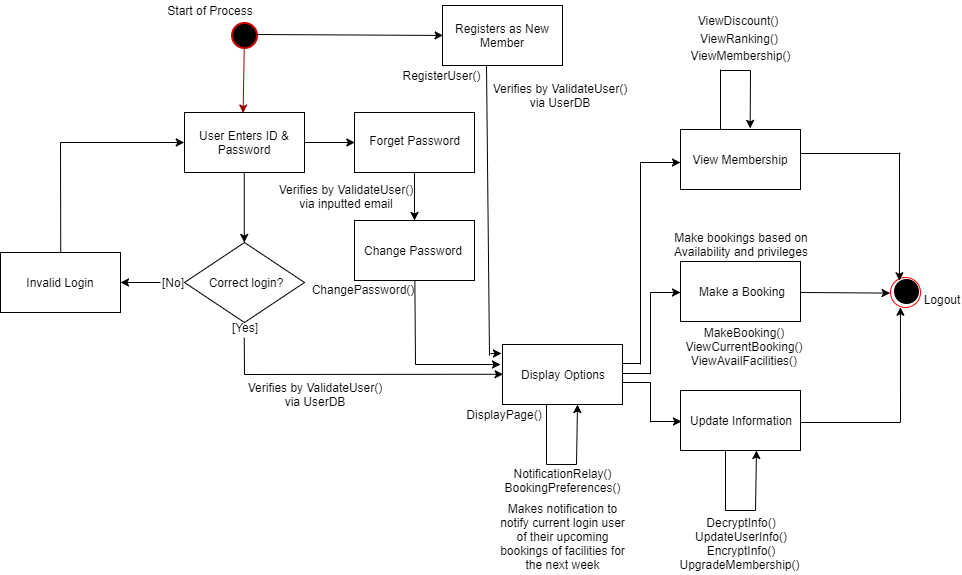 Start of Process
Registers as New
Member
RegisterUser()
Verifies by ValidateUser()
via UserDB
ViewDiscount()
ViewRanking()
ViewMembership()
User Enters ID &
Password
Forget Password
View Membership
Verifies by ValidateUser()
via inputted email
Change Password
ChangePassword()
Invalid Login
[No]
Correct login?
[Yes]
Verifies by ValidateUser()
via UserDB
Make bookings based on
Availability and privileges
Make a Booking
MakeBooking()
ViewCurrentBooking()
ViewAvailFacilities()
Logout
Display Options
DisplayPage()
NotificationRelay()
BookingPreferences()
Makes notification to
notify current login user
of their upcoming
bookings of facilities for
the next week
Update Information
DecryptInfo()
UpdateUserInfo()
EncryptInfo()
UpgradeMembership()